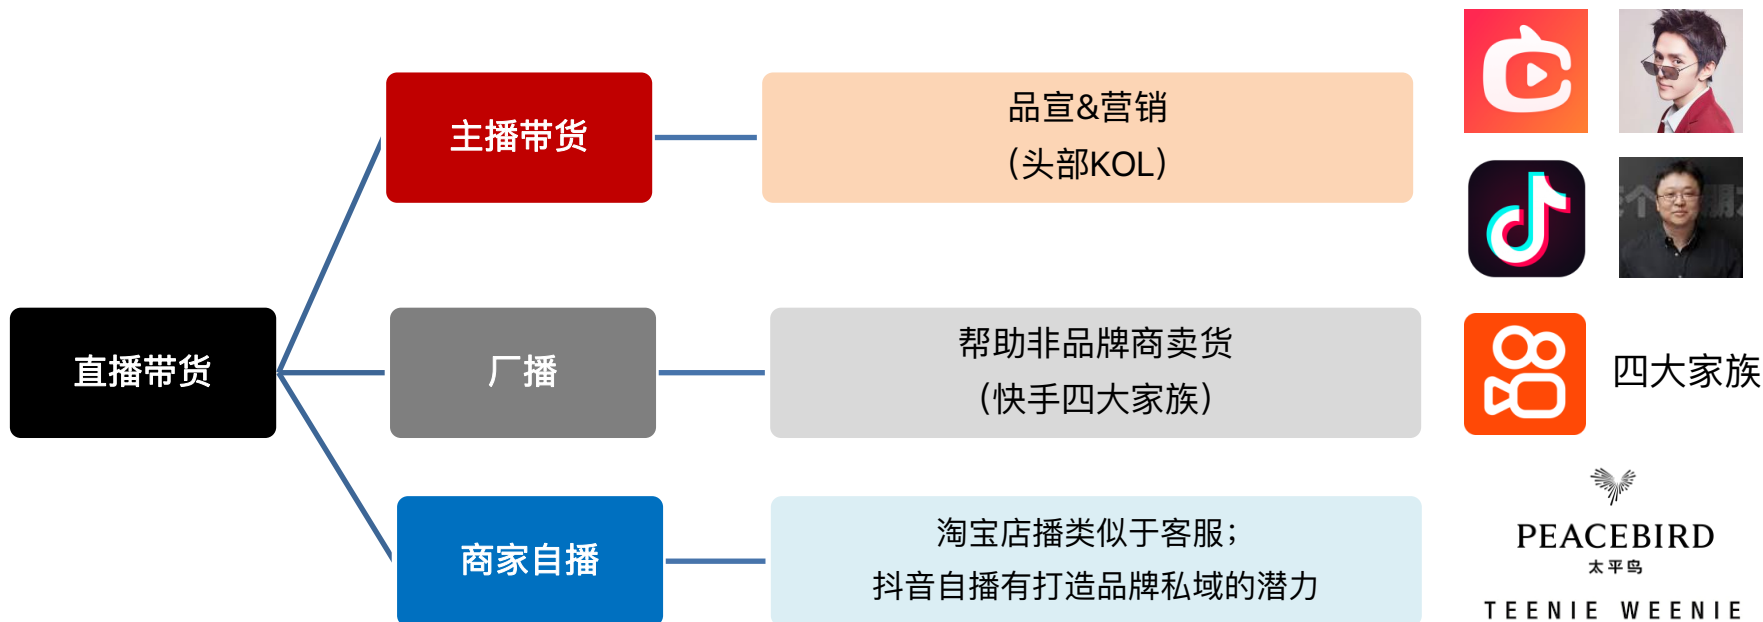 主播带货
品宣&营销
(头部KOL)
直播带货
厂播
帮助非品牌商卖货
(快手四大家族)
四大家族
商家自播
淘宝店播类似于客服；
抖音自播有打造品牌私域的潜力
PEACEBIRD
太平鸟
TEENIE WEENIE